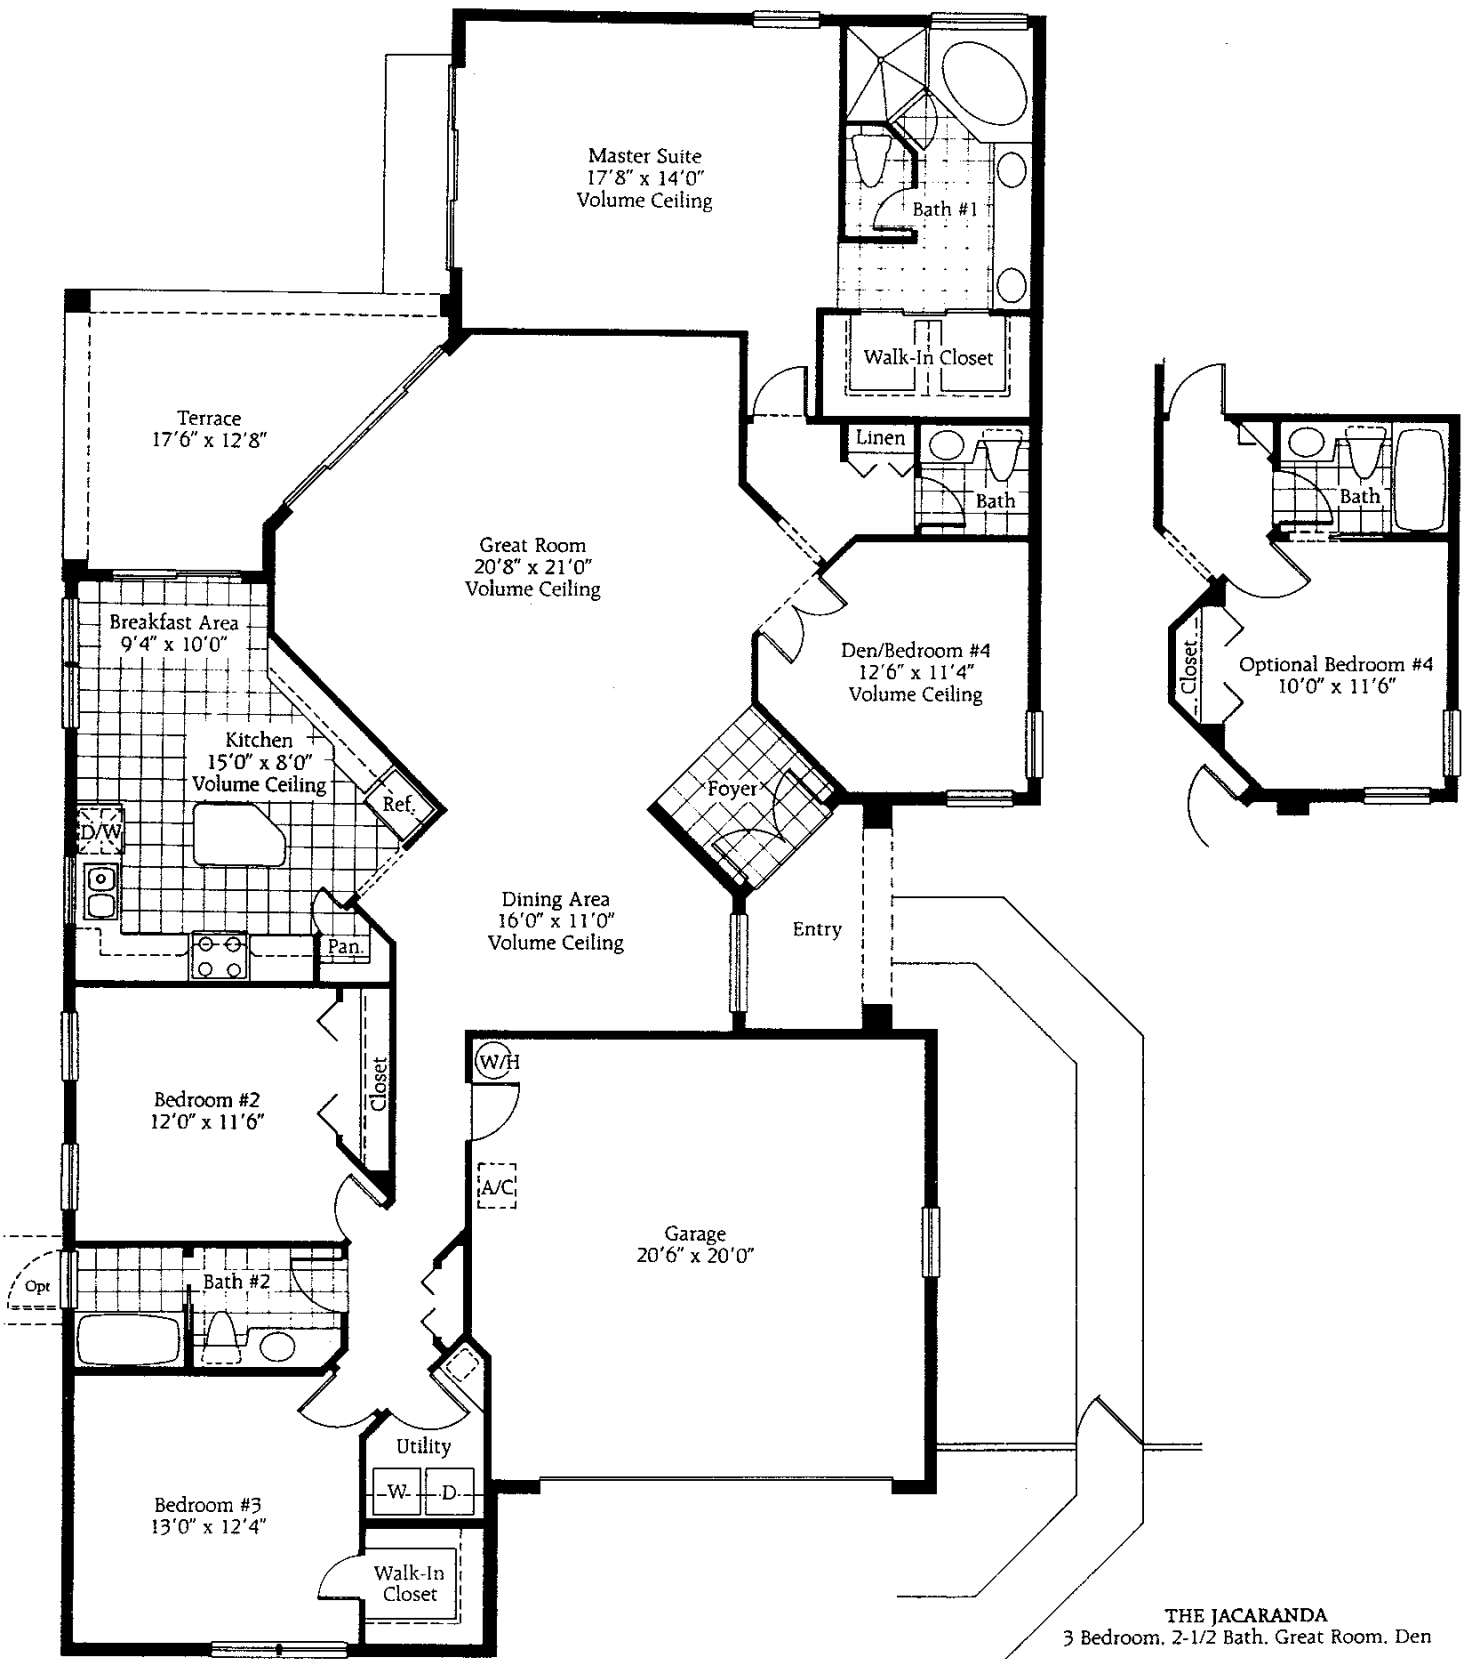 Master Suite
17'8" x 14'0"
Volume Ceiling
Bath #1
Walk-In Closet
Terrace
17'6" x 12'8"
Linen
Bath
Great Room
20'8" x 21'0"
Volume Ceiling
Breakfast Area
9'4" x 10'0"
Den/Bedroom #4
12'6" x 11'4"
Volume Ceiling
Kitchen
15'0" x 8'0"
Volume Ceiling
Ref.
D/W
Foyer
Dining Area
16'0" x 11'0"
Volume Ceiling
Entry
Pan.
Bath
Closet
Optional Bedroom #4
10'0" x 11'6"
W/H
Bedroom #2
12'0" x 11'6"
Closet
A/C
Garage
20'6" x 20'0"
Opt
Bath #2
Utility
W
D
Bedroom #3
13'0" x 12'4"
Walk-In
Closet
THE JACARANDA
3 Bedroom, 2-1/2 Bath, Great Room, Den